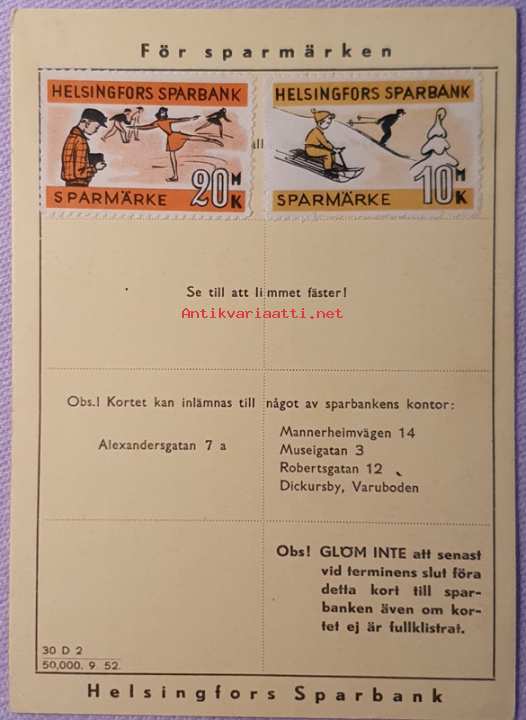 För sparmärken
HELSINGFORS SPARBANK
SPARMÄRKE 20 MK
HELSINGFORS SPARBANK
SPARMÄRKE 10 MK
Se till att limmet fäster!
Antikvariaatti.net
Obs.! Kortet kan inlämnas till något av sparbankens kontor:
Alexandersgatan 7 a
Mannerheimvägen 14
Museigatan 3
Robertsgatan 12
Dickursby, Varuboden
Obs! GLÖM INTE att senast
vid terminens slut föra
detta kort till spar-
banken även om kor-
tet ej är fullklistrat.
30 D 2
50,000. 9. 52.
Helsingfors Sparbank